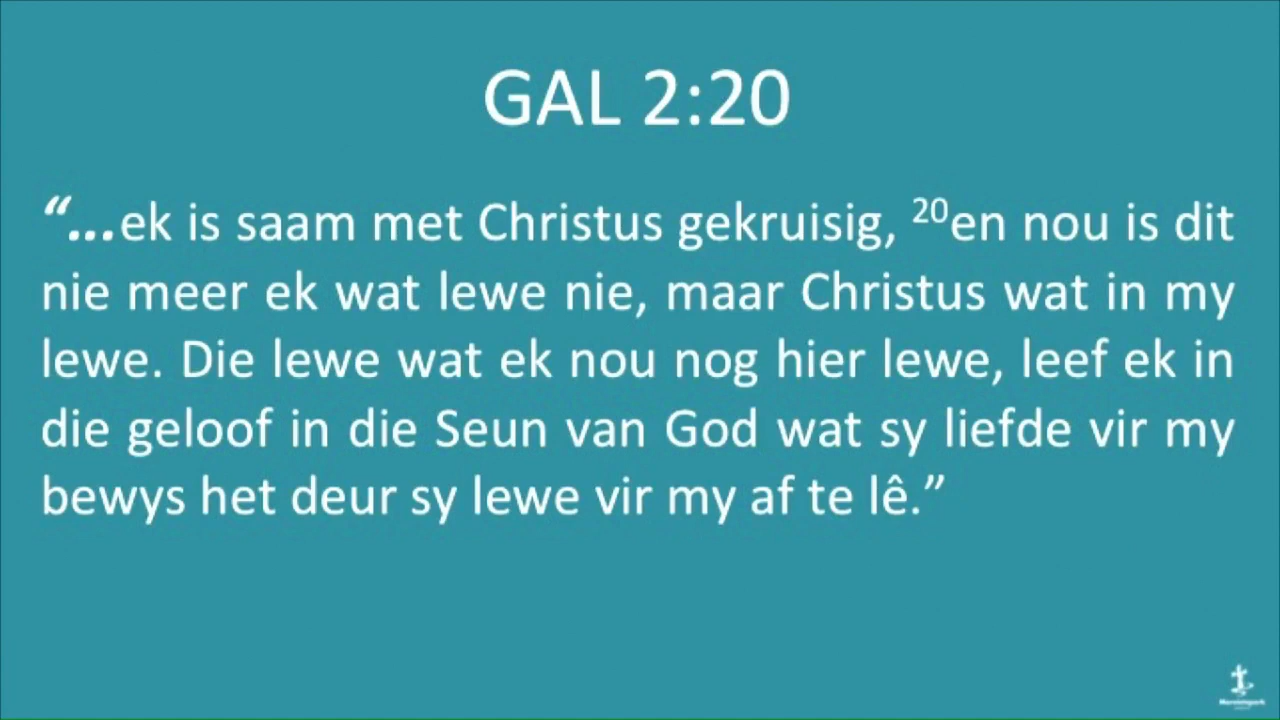 GAL 2:20
“...ek is saam met Christus gekruisig, ²⁰en nou is dit
nie meer ek wat lewe nie, maar Christus wat in my
lewe. Die lewe wat ek nou nog hier lewe, leef ek in
die geloof in die Seun van God wat sy liefde vir my
bewys het deur sy lewe vir my af te lê.”